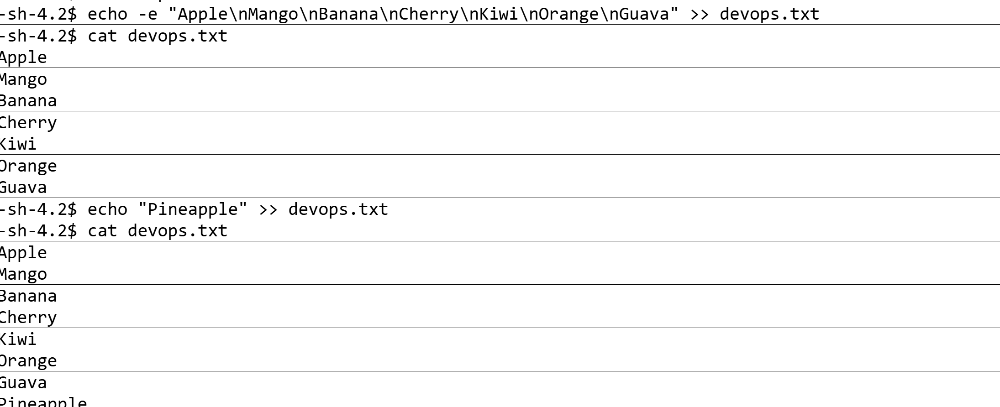 -sh-4.2$ echo -e "Apple\nMango\nBanana\nCherry\nKiwi\nOrange\nGuava" >> devops.txt
-sh-4.2$ cat devops.txt
Apple
Mango
Banana
Cherry
Kiwi
Orange
Guava
-sh-4.2$ echo "Pineapple" >> devops.txt
-sh-4.2$ cat devops.txt
Apple
Mango
Banana
Cherry
Kiwi
Orange
Guava
Pineapple